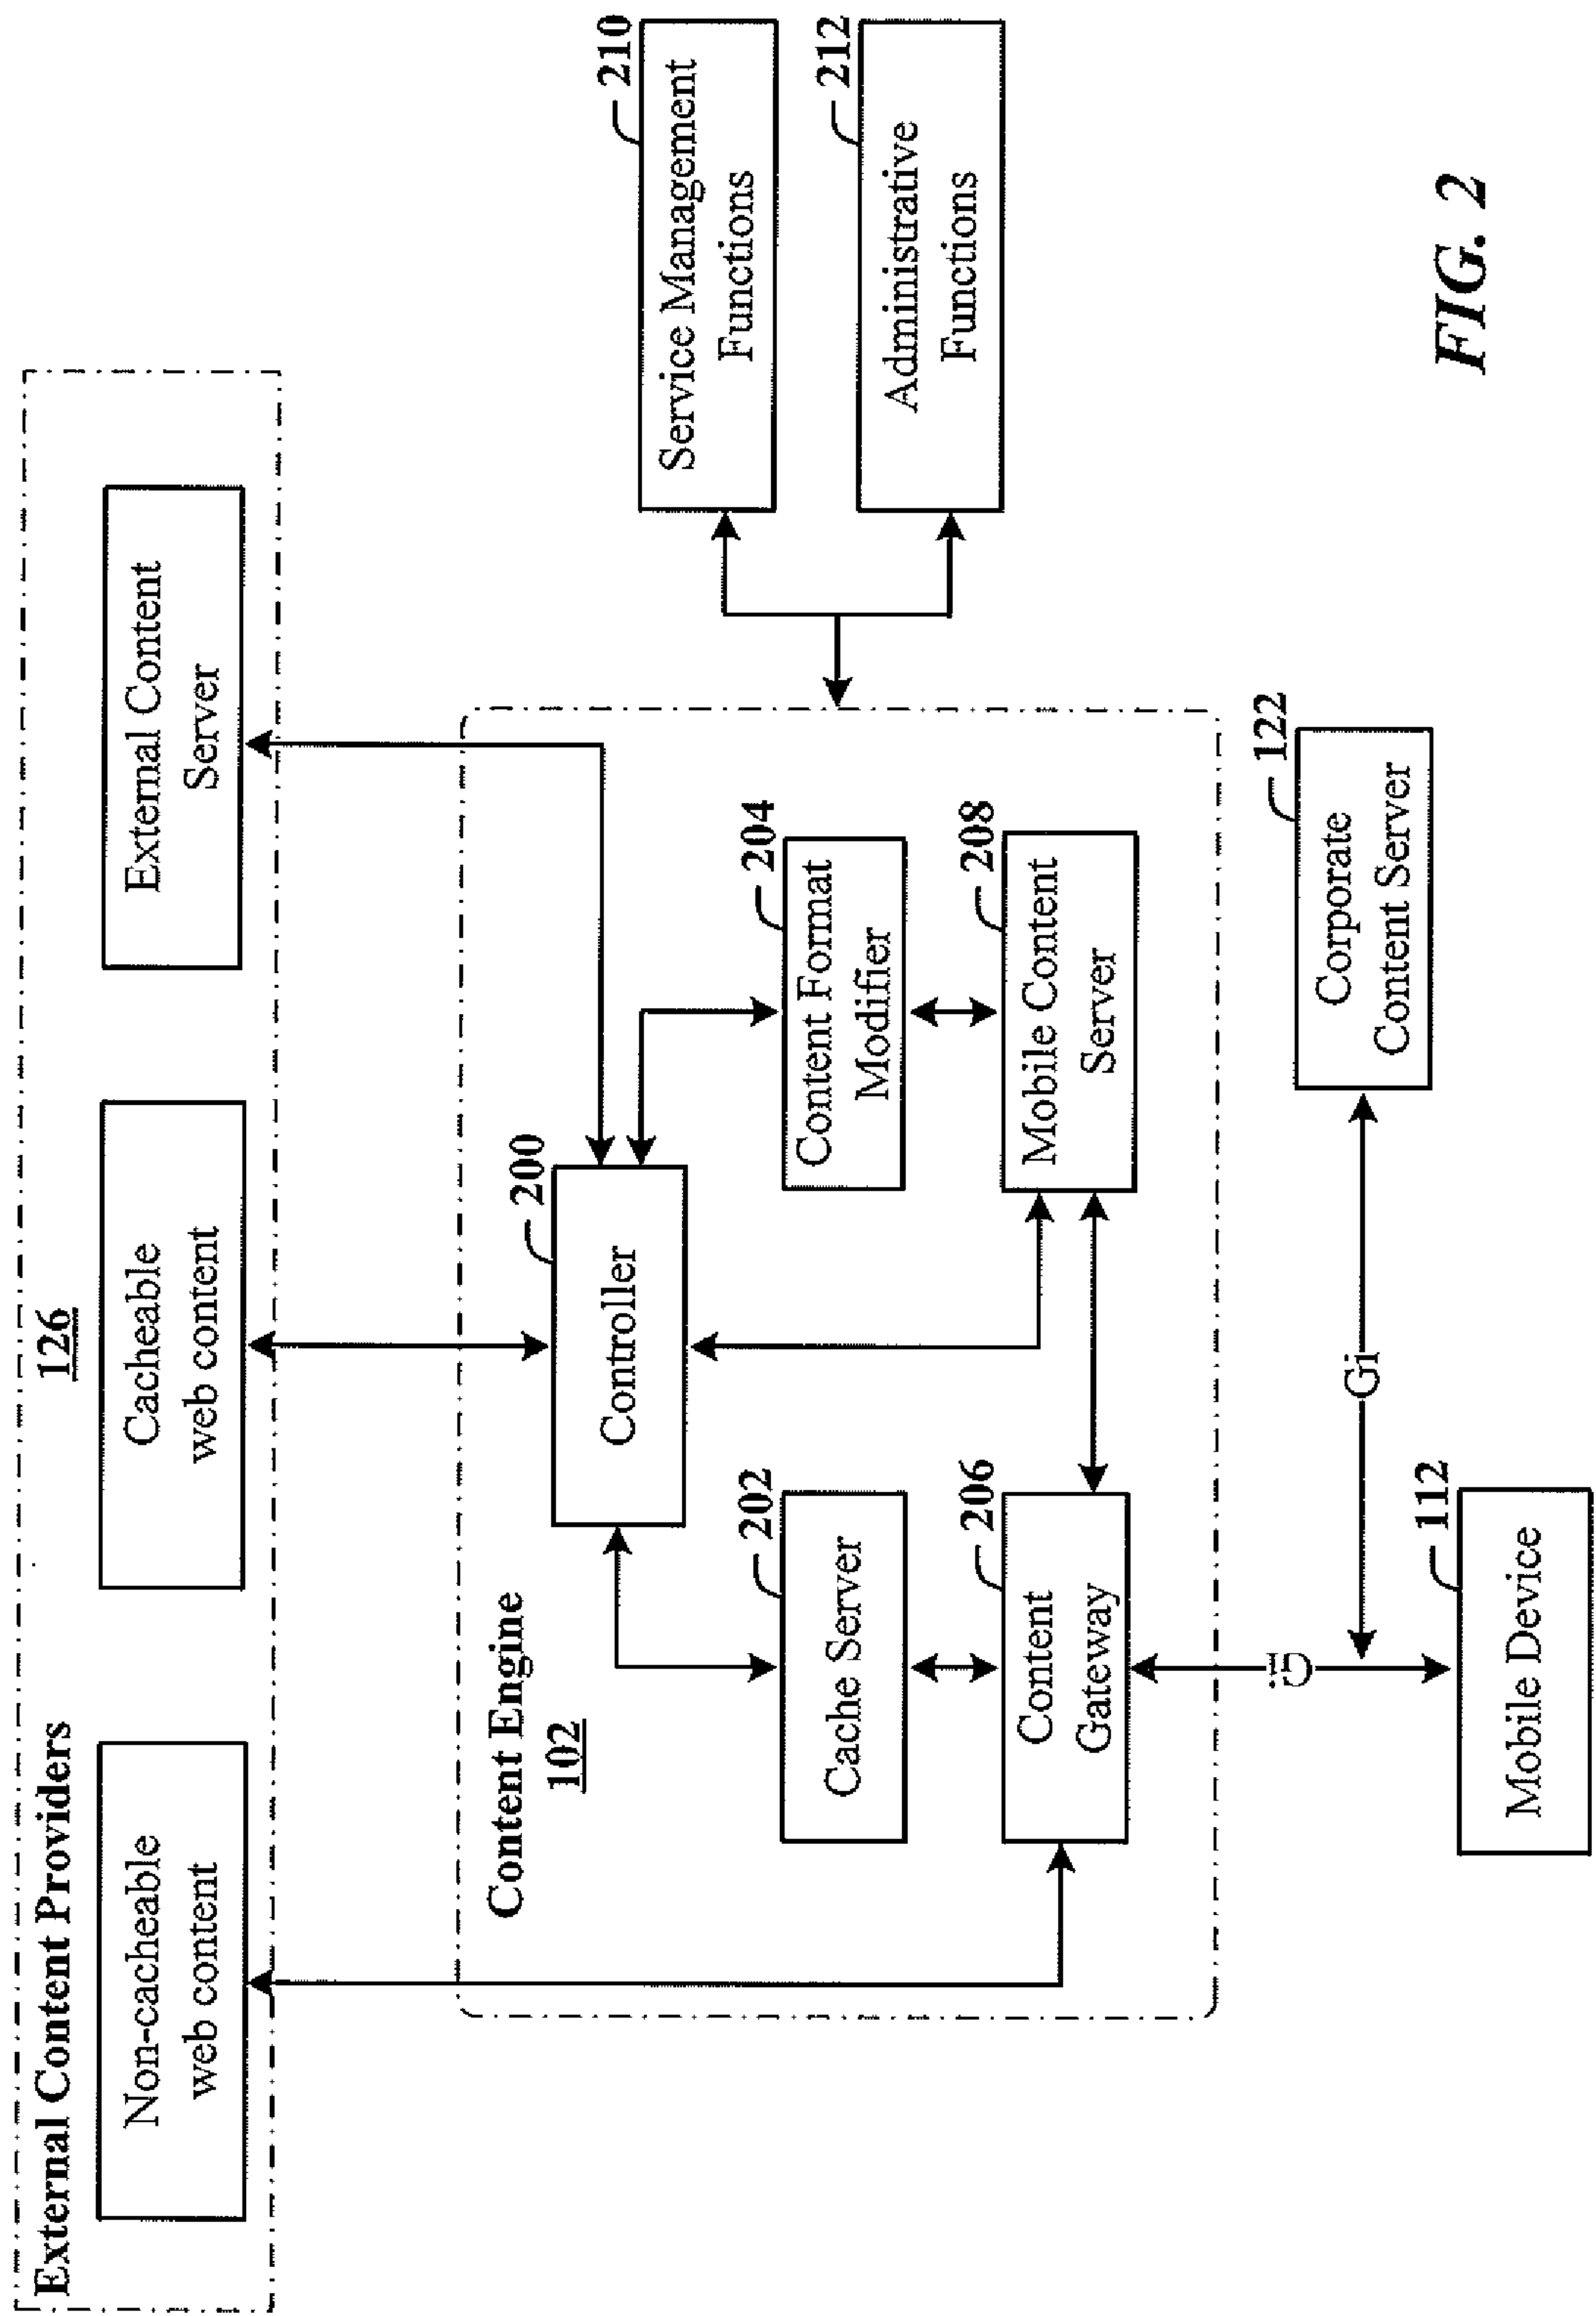 External Content Providers
126
Non-cacheable
web content
Cacheable
web content
External Content
Server
Content Engine
102
200
Controller
202
Cache Server
204
Content Format
Modifier
206
Content
Gateway
208
Mobile Content
Server
210
Service Management
Functions
212
Administrative
Functions
Gi
Gi
112
Mobile Device
122
Corporate
Content Server
FIG. 2